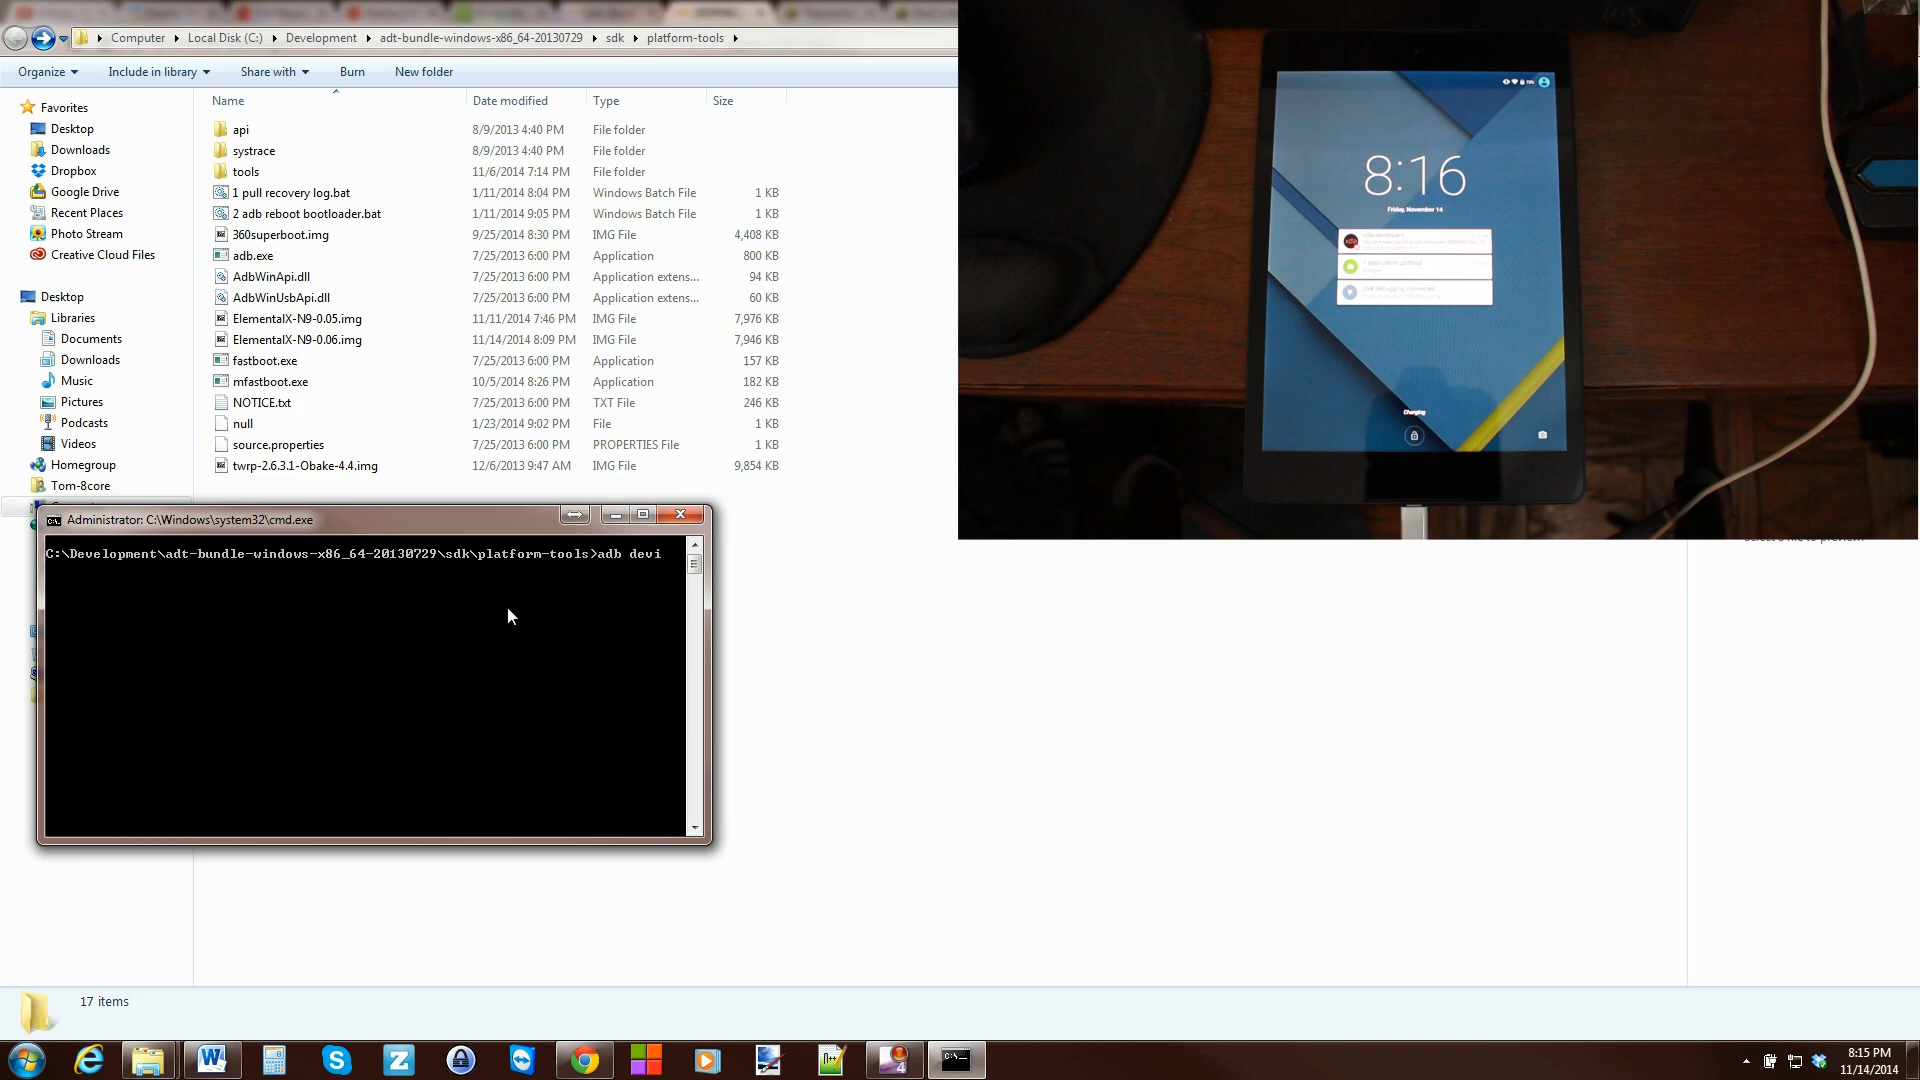 Computer Local Disk (C:) Development adt-bundle-windows-x86_64-20130729 sdk platform-tools
Organize Include in library Share with Burn New folder
Favorites
Desktop
Downloads
Dropbox
Google Drive
Recent Places
Photo Stream
Creative Cloud Files
Desktop
Libraries
Documents
Downloads
Music
Pictures
Podcasts
Videos
Homegroup
Tom-8core
Name Date modified Type Size
api 8/9/2013 4:40 PM File folder
systrace 8/9/2013 4:40 PM File folder
tools 11/6/2014 7:14 PM File folder
1 pull recovery log.bat 1/11/2014 8:04 PM Windows Batch File 1 KB
2 adb reboot bootloader.bat 1/11/2014 9:05 PM Windows Batch File 1 KB
360superboot.img 9/25/2014 8:30 PM IMG File 4,408 KB
adb.exe 7/25/2013 6:00 PM Application 800 KB
AdbWinApi.dll 7/25/2013 6:00 PM Application extens... 94 KB
AdbWinUsbApi.dll 7/25/2013 6:00 PM Application extens... 60 KB
ElementalX-N9-0.05.img 11/11/2014 7:46 PM IMG File 7,976 KB
ElementalX-N9-0.06.img 11/14/2014 8:09 PM IMG File 7,946 KB
fastboot.exe 7/25/2013 6:00 PM Application 157 KB
mfastboot.exe 10/5/2014 8:26 PM Application 182 KB
NOTICE.txt 7/25/2013 6:00 PM TXT File 246 KB
null 1/23/2014 9:02 PM File 1 KB
source.properties 7/25/2013 6:00 PM PROPERTIES File 1 KB
twrp-2.6.3.1-Obake-4.4.img 12/6/2013 9:47 AM IMG File 9,854 KB
8:16
Friday, November 14
xda
USB debugging connected
Charging
Administrator: C:\Windows\system32\cmd.exe
C:\Development\adt-bundle-windows-x86_64-20130729\sdk\platform-tools>adb devi
17 items
8:15 PM
11/14/2014